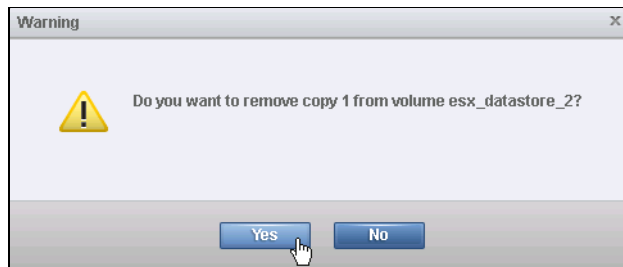 Warning
x
Do you want to remove copy 1 from volume esx_datastore_2?
Yes
No